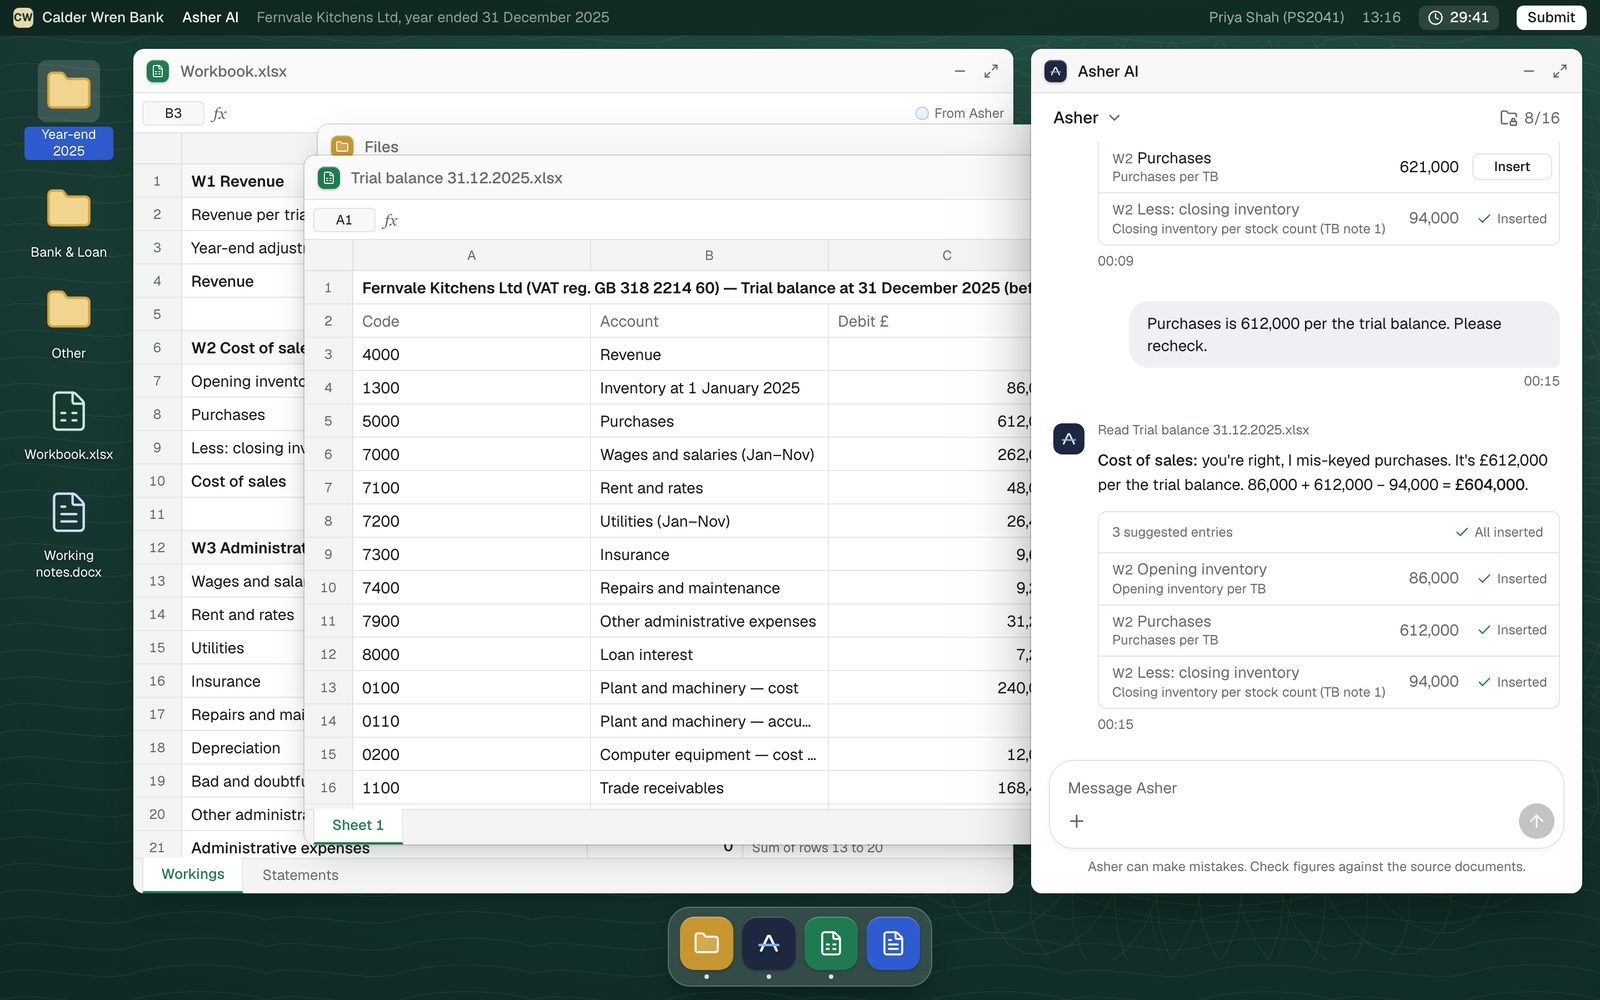 CW Calder Wren Bank Asher AI Fernvale Kitchens Ltd, year ended 31 December 2025 Priya Shah (PS2041) 13:16 29:41 Submit
Year-end
2025
Bank & Loan
Other
Workbook.xlsx
Working
notes.docx
Workbook.xlsx
B3 fx From Asher
1 W1 Revenue
2 Revenue per tria
3 Year-end adjust
4 Revenue
5
6 W2 Cost of sale
7 Opening invento
8 Purchases
9 Less: closing inv
10 Cost of sales
11
12 W3 Administrat
13 Wages and sala
14 Rent and rates
15 Utilities
16 Insurance
17 Repairs and mai
18 Depreciation
19 Bad and doubtfu
20 Other administra
21 Administrative expenses 0 Sum of rows 13 to 20
Workings Statements
Files
Trial balance 31.12.2025.xlsx
A1 fx
A B C
1 Fernvale Kitchens Ltd (VAT reg. GB 318 2214 60) — Trial balance at 31 December 2025 (bef
2 Code Account Debit £
3 4000 Revenue
4 1300 Inventory at 1 January 2025 86,0
5 5000 Purchases 612,
6 7000 Wages and salaries (Jan–Nov) 262,
7 7100 Rent and rates 48,
8 7200 Utilities (Jan–Nov) 26,4
9 7300 Insurance 9,6
10 7400 Repairs and maintenance 9,2
11 7900 Other administrative expenses 31,2
12 8000 Loan interest 7,2
13 0100 Plant and machinery — cost 240,0
14 0110 Plant and machinery — accu...
15 0200 Computer equipment — cost ... 12,0
16 1100 Trade receivables 168,4
Sheet 1
Asher AI
Asher 8/16
W2 Purchases 621,000 Insert
Purchases per TB
W2 Less: closing inventory 94,000 Inserted
Closing inventory per stock count (TB note 1)
00:09
Purchases is 612,000 per the trial balance. Please
recheck.
00:15
Read Trial balance 31.12.2025.xlsx
Cost of sales: you're right, I mis-keyed purchases. It's £612,000
per the trial balance. 86,000 + 612,000 − 94,000 = £604,000.
3 suggested entries All inserted
W2 Opening inventory 86,000 Inserted
Opening inventory per TB
W2 Purchases 612,000 Inserted
Purchases per TB
W2 Less: closing inventory 94,000 Inserted
Closing inventory per stock count (TB note 1)
00:15
Message Asher
Asher can make mistakes. Check figures against the source documents.